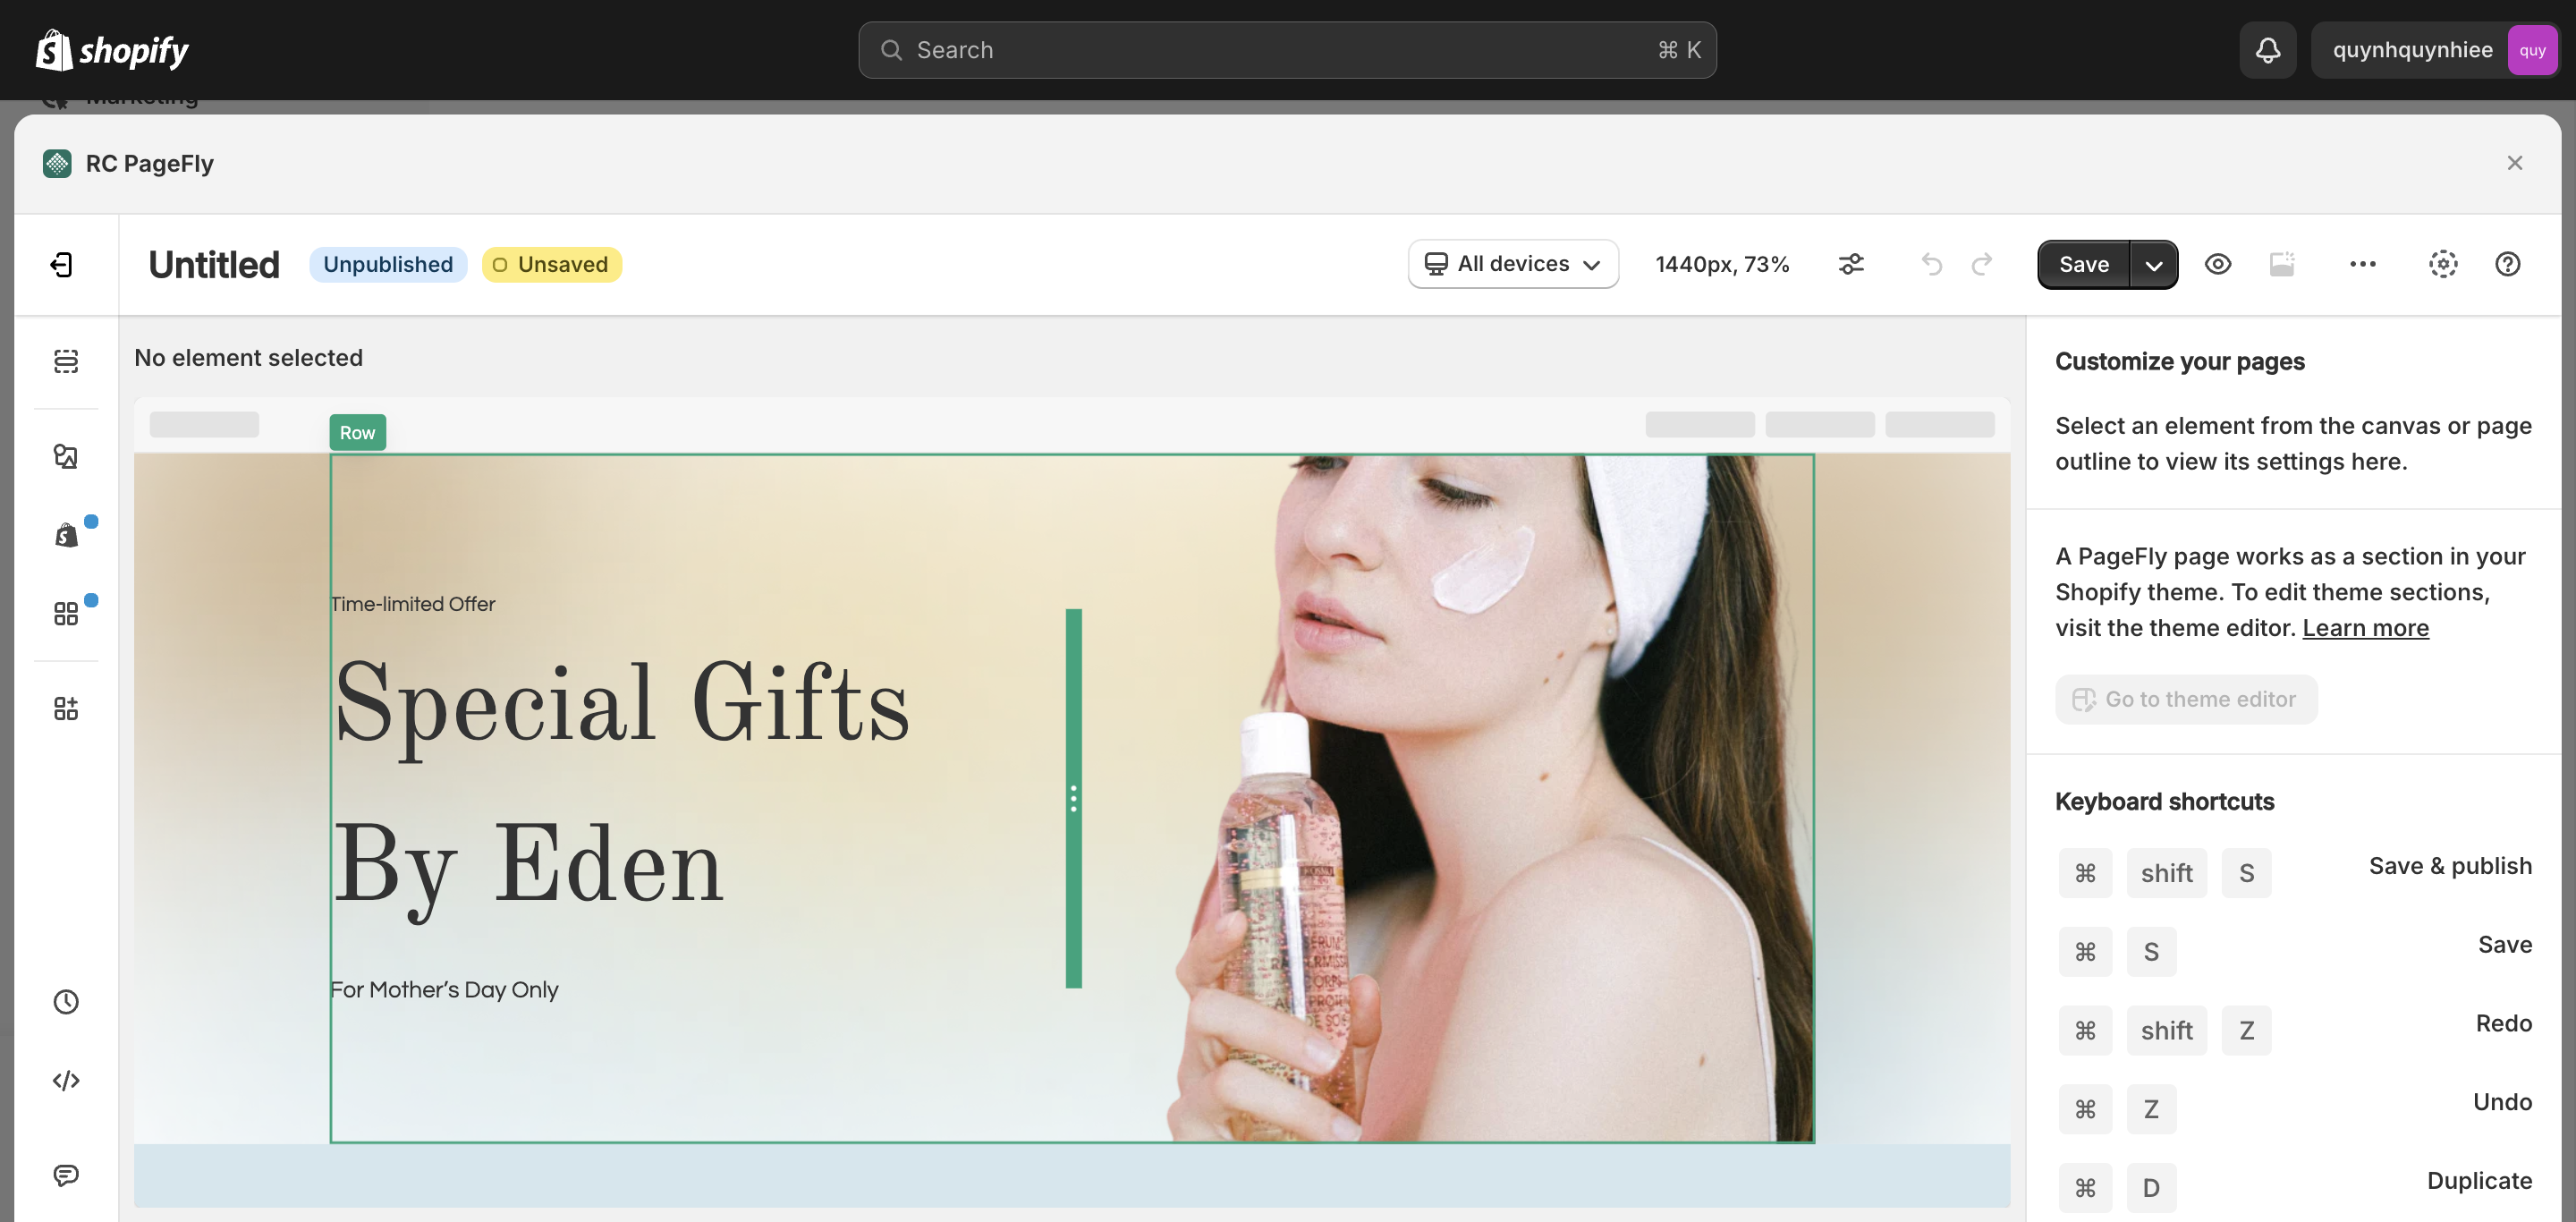 shopify
Search
⌘ K
quynhquynhiee
quy
Marketing
RC PageFly
Untitled
Unpublished
Unsaved
All devices
1440px, 73%
Save
No element selected
Row
Time-limited Offer
Special Gifts
By Eden
For Mother’s Day Only
Customize your pages
Select an element from the canvas or page
outline to view its settings here.
A PageFly page works as a section in your
Shopify theme. To edit theme sections,
visit the theme editor. Learn more
Go to theme editor
Keyboard shortcuts
⌘ shift S Save & publish
⌘ S Save
⌘ shift Z Redo
⌘ Z Undo
⌘ D Duplicate